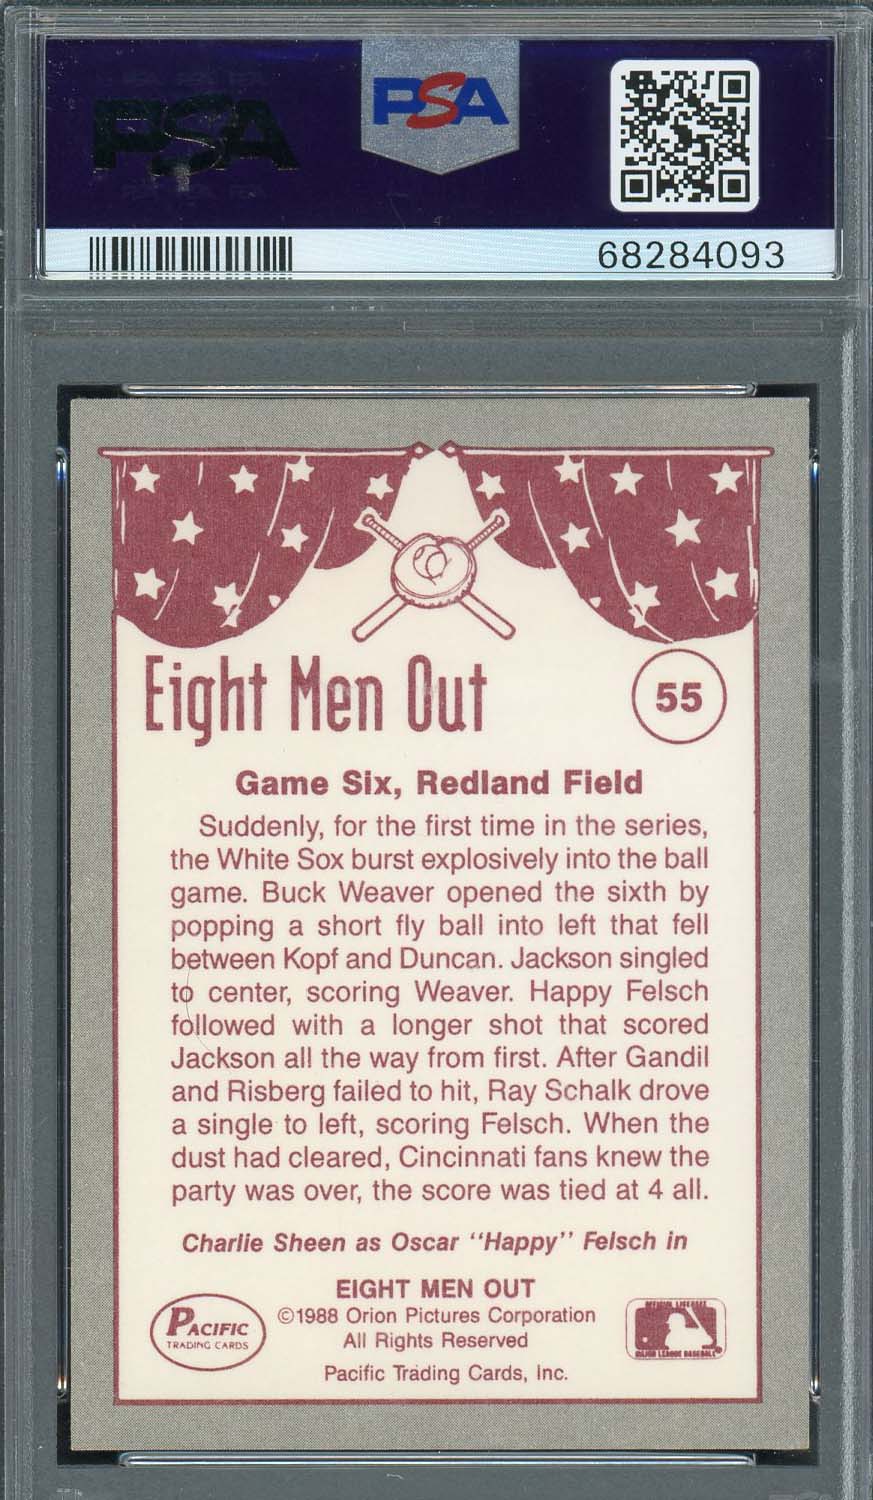 PSA
PSA
68284093
Eight Men Out
55
Game Six, Redland Field
Suddenly, for the first time in the series,
the White Sox burst explosively into the ball
game. Buck Weaver opened the sixth by
popping a short fly ball into left that fell
between Kopf and Duncan. Jackson singled
to center, scoring Weaver. Happy Felsch
followed with a longer shot that scored
Jackson all the way from first. After Gandil
and Risberg failed to hit, Ray Schalk drove
a single to left, scoring Felsch. When the
dust had cleared, Cincinnati fans knew the
party was over, the score was tied at 4 all.
Charlie Sheen as Oscar "Happy" Felsch in
EIGHT MEN OUT
©1988 Orion Pictures Corporation
All Rights Reserved
Pacific Trading Cards, Inc.
PACIFIC
TRADING CARDS
OFFICIAL LICENSEE
MAJOR LEAGUE BASEBALL